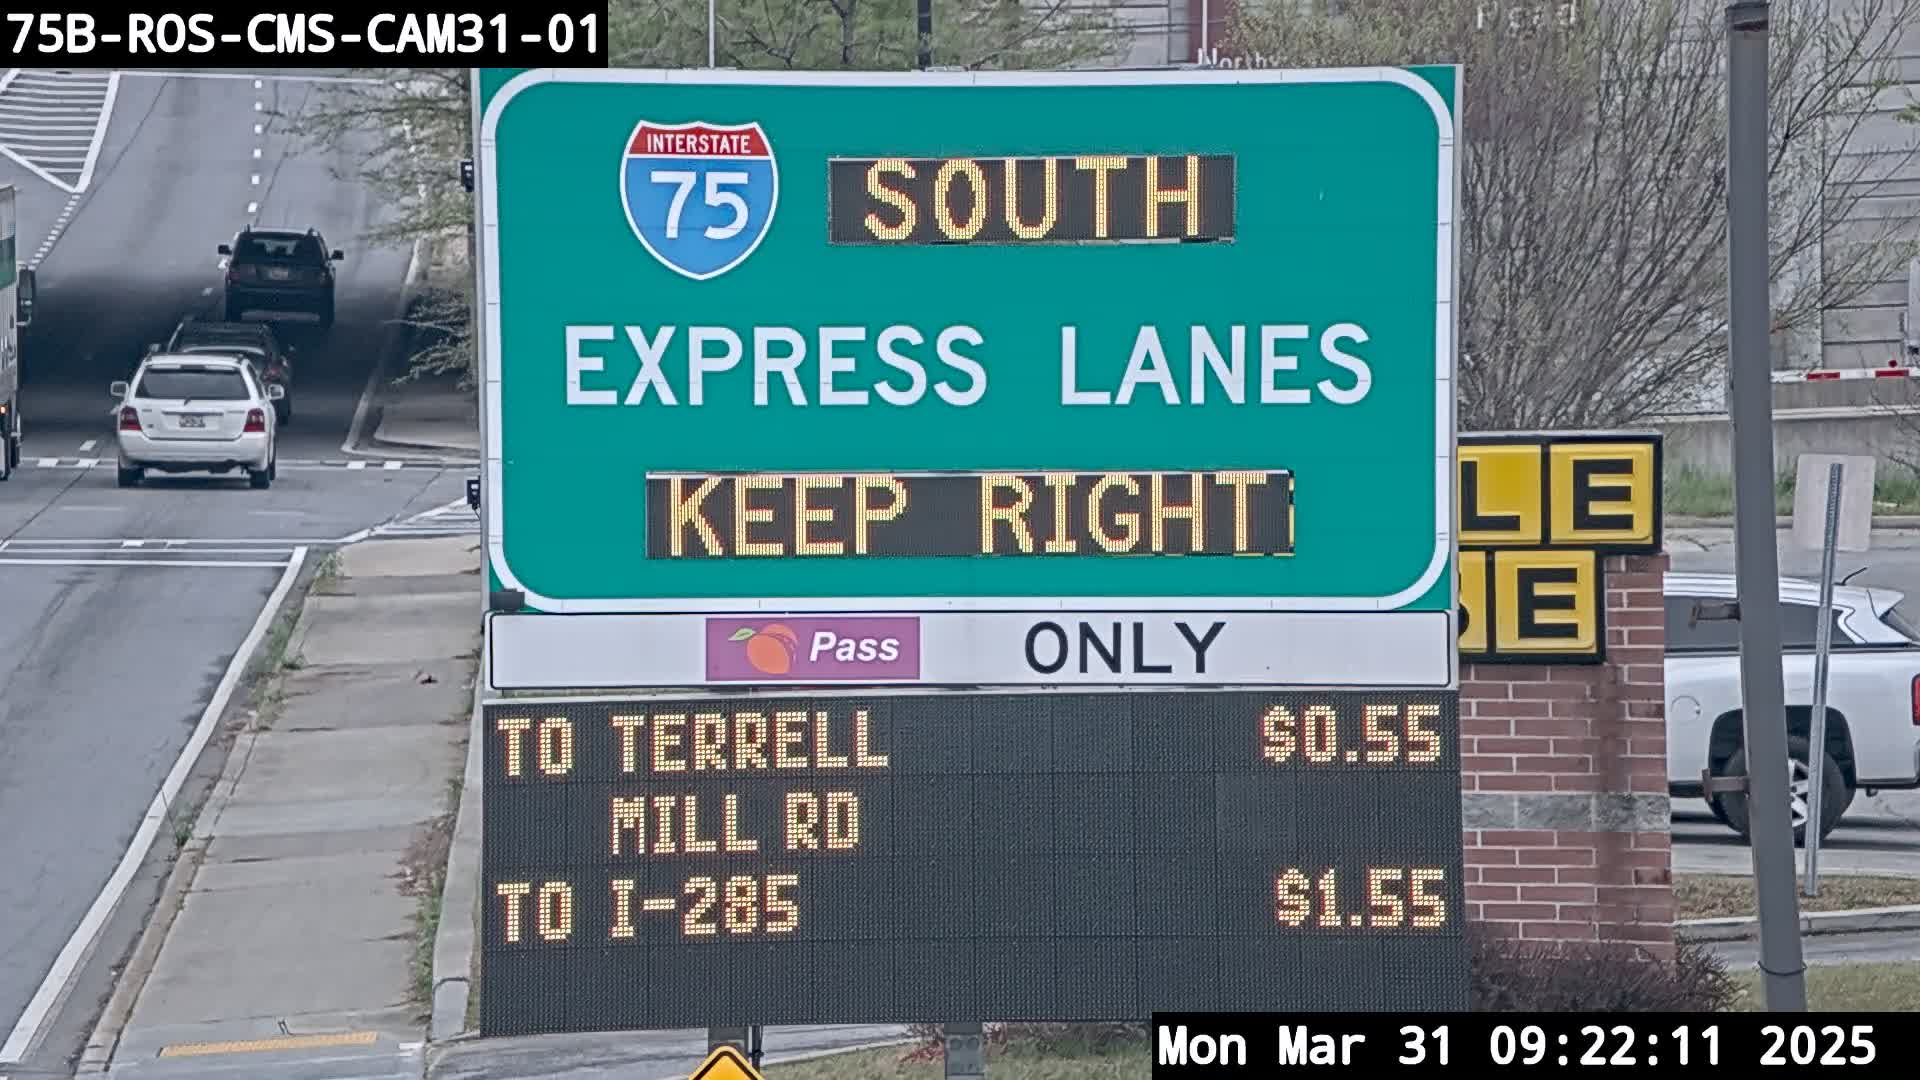 75B-ROS-CMS-CAM31-01
INTERSTATE
75
SOUTH
EXPRESS LANES
KEEP RIGHT
Pass ONLY
TO TERRELL $0.55
MILL RD
TO I-285 $1.55
LE
E
Mon Mar 31 09:22:11 2025